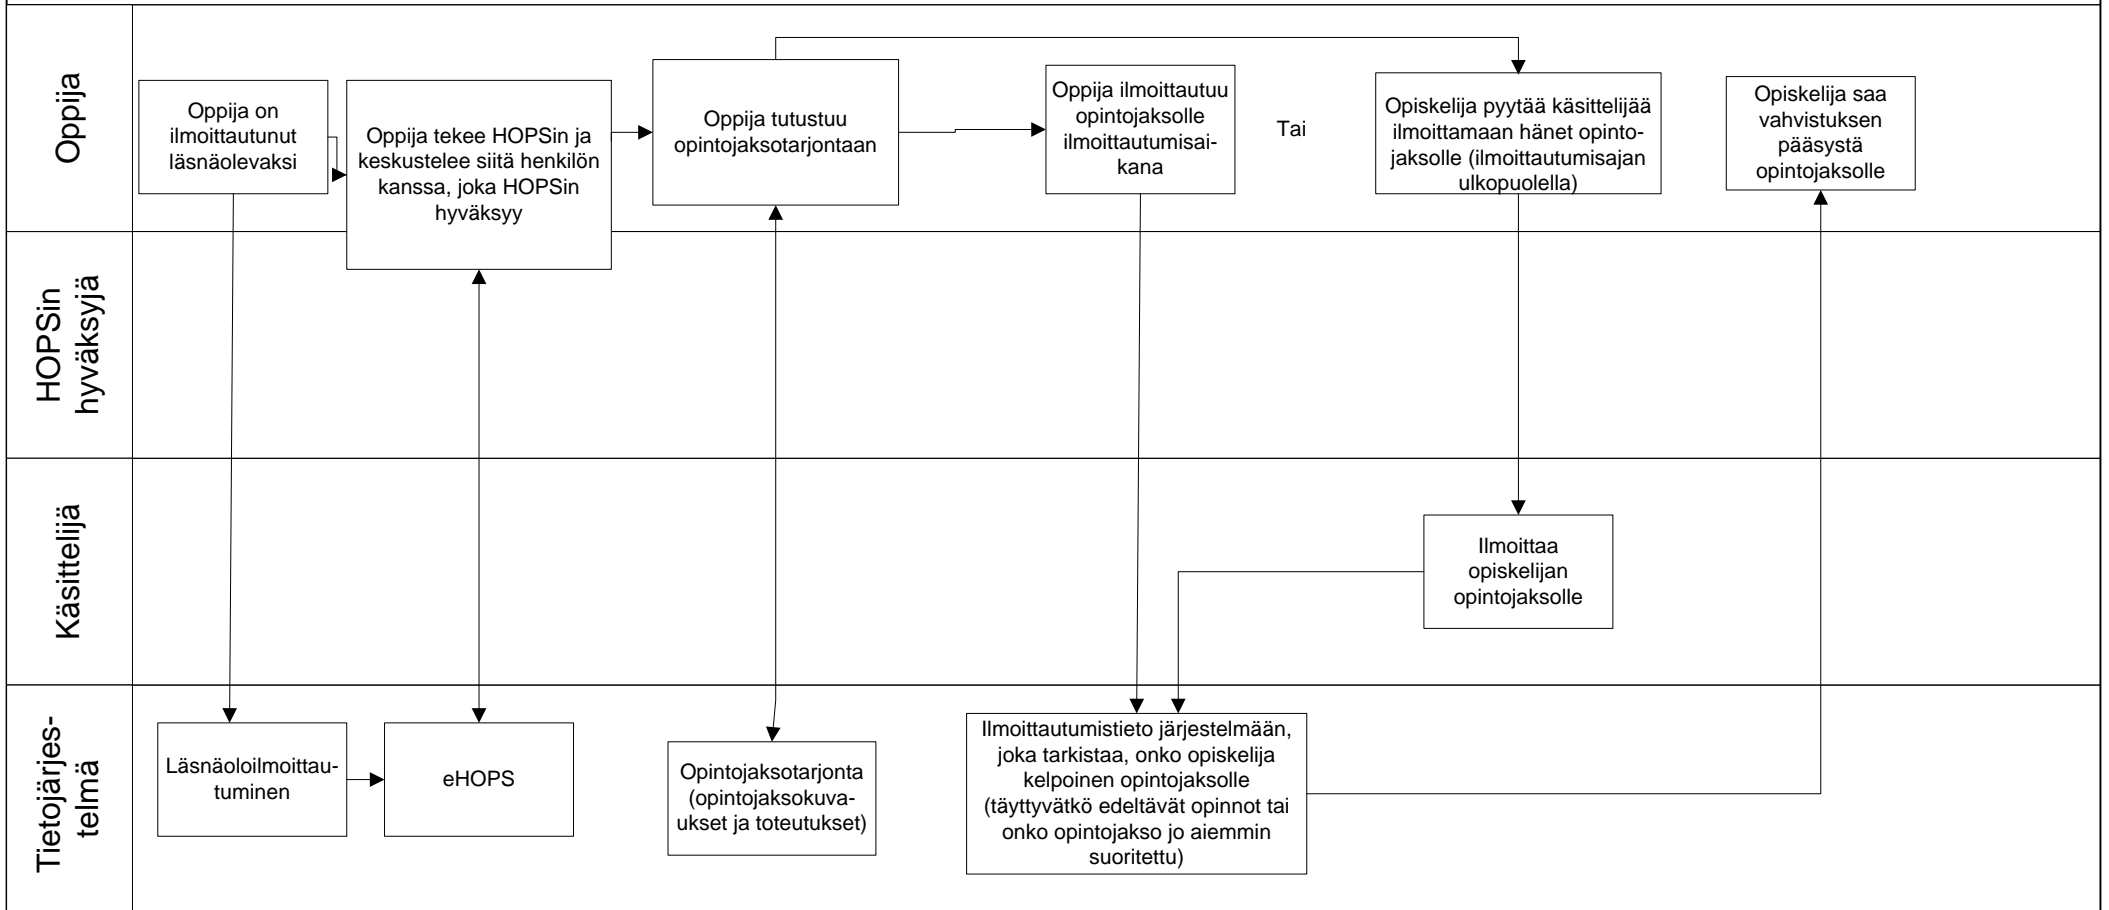 Oppija
Oppija on
ilmoittautunut
läsnäolevaksi
Oppija tekee HOPSin ja
keskustelee siitä henkilön
kanssa, joka HOPSin
hyväksyy
Oppija tutustuu
opintojaksotarjontaan
Oppija ilmoittautuu
opintojaksolle
ilmoittautumisai-
kana
Tai
Opiskelija pyytää käsittelijää
ilmoittamaan hänet opinto-
jaksolle (ilmoittautumisajan
ulkopuolella)
Opiskelija saa
vahvistuksen
pääsystä
opintojaksolle
HOPSin
hyväksyjä
Käsittelijä
Ilmoittaa
opiskelijan
opintojaksolle
Tietojärjes-
telmä
Läsnäoloilmoittau-
tuminen
eHOPS
Opintojaksotarjonta
(opintojaksokuva-
ukset ja toteutukset)
Ilmoittautumistieto järjestelmään,
joka tarkistaa, onko opiskelija
kelpoinen opintojaksolle
(täyttyvätkö edeltävät opinnot tai
onko opintojakso jo aiemmin
suoritettu)